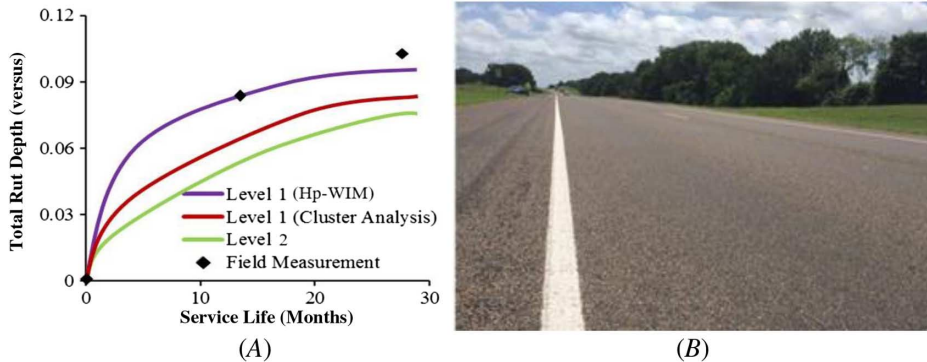 0.12
0.09
0.06
0.03
0
Total Rut Depth (versus)
Level 1 (Hp-WIM)
Level 1 (Cluster Analysis)
Level 2
Field Measurement
0 10 20 30
Service Life (Months)
(A) (B)